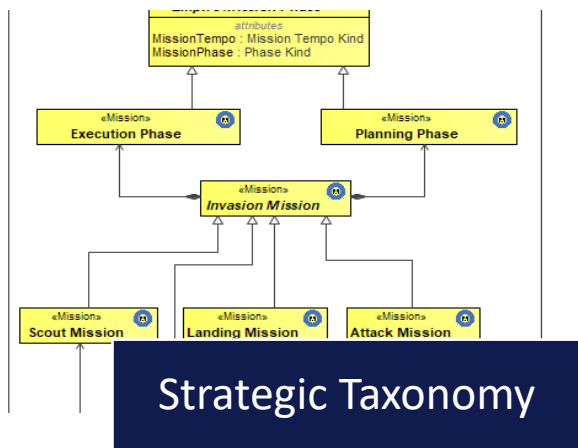 attributes
MissionTempo : Mission Tempo Kind
MissionPhase : Phase Kind
«Mission»
Execution Phase
«Mission»
Planning Phase
«Mission»
Invasion Mission
«Mission»
Scout Mission
«Mission»
Landing Mission
«Mission»
Attack Mission
Strategic Taxonomy